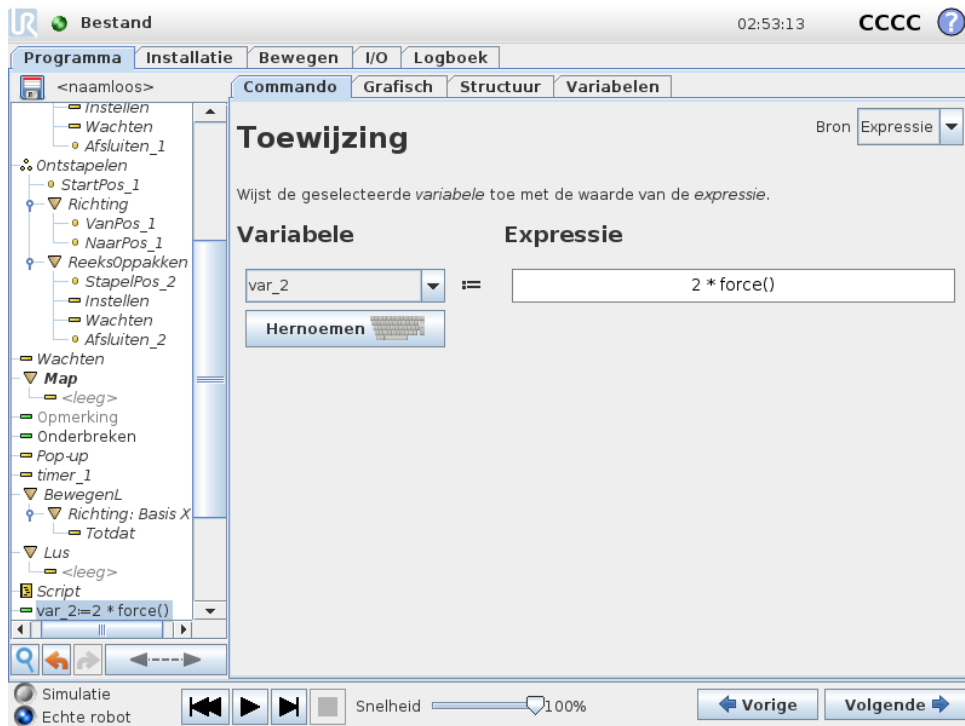 UR Bestand 02:53:13 CCCC ?
Programma Installatie Bewegen I/O Logboek
<naamloos>
Commando Grafisch Structuur Variabelen
Instellen
Wachten
Afsluiten_1
Ontstapelen
StartPos_1
Richting
VanPos_1
NaarPos_1
ReeksOppakken
StapelPos_2
Instellen
Wachten
Afsluiten_2
Wachten
Map
<leeg>
Opmerking
Onderbreken
Pop-up
timer_1
BewegenL
Richting: Basis X
Totdat
Lus
<leeg>
Script
var_2:=2 * force()
Toewijzing
Bron Expressie
Wijst de geselecteerde variabele toe met de waarde van de expressie.
Variabele Expressie
var_2 := 2 * force()
Hernoemen
Simulatie
Echte robot
Snelheid 100%
Vorige Volgende